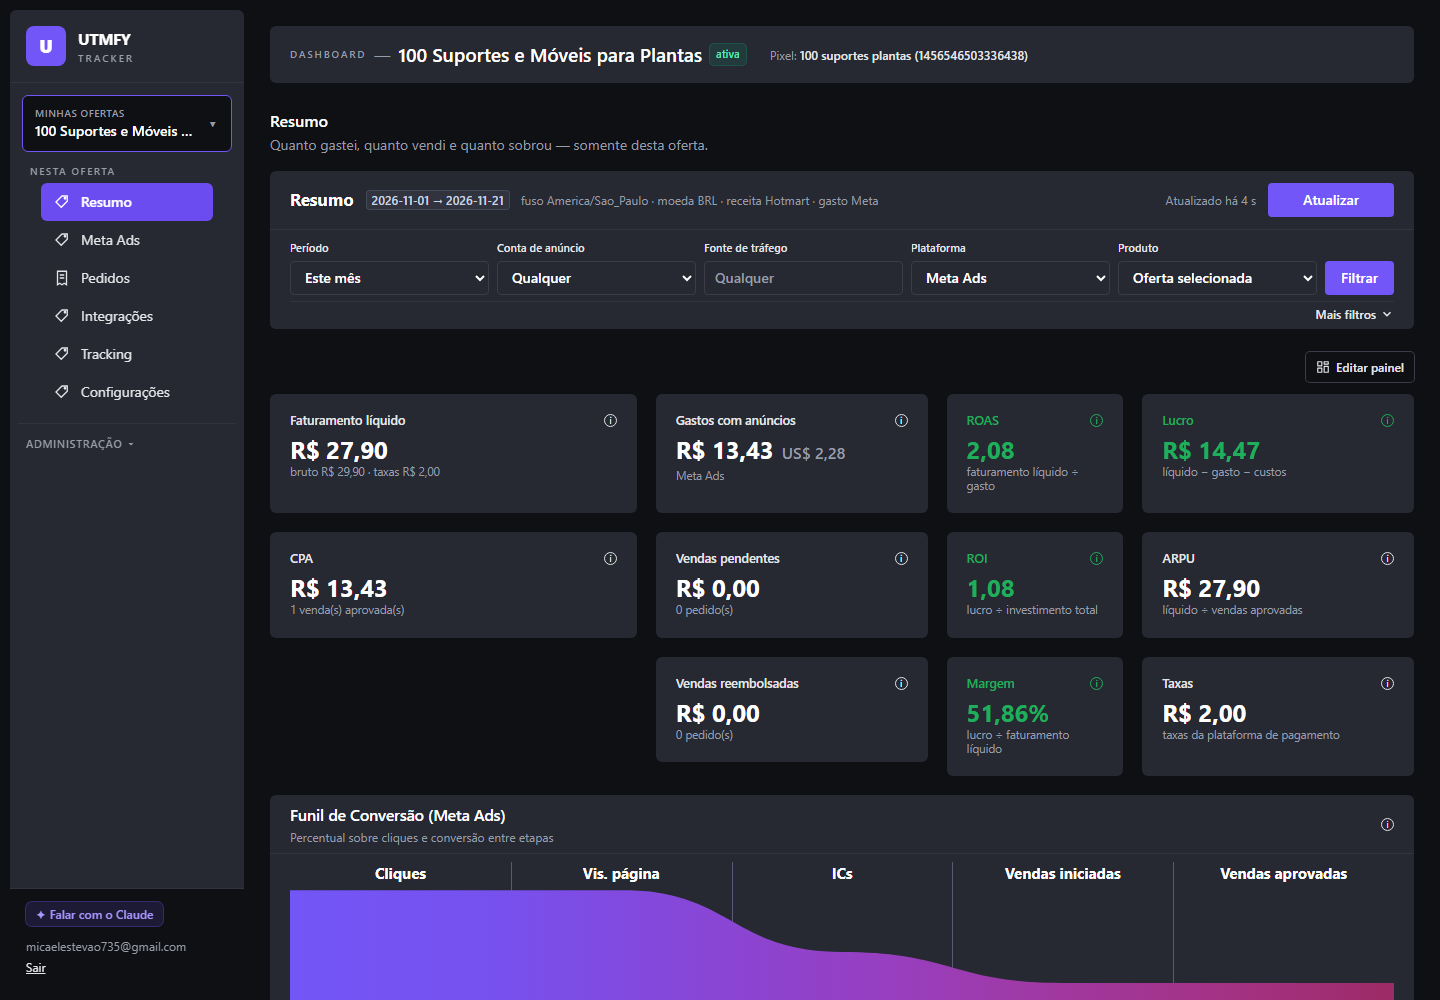 U
UTMFY
TRACKER
MINHAS OFERTAS
100 Suportes e Móveis ...
NESTA OFERTA
Resumo
Meta Ads
Pedidos
Integrações
Tracking
Configurações
ADMINISTRAÇÃO
✦ Falar com o Claude
micaelestevao735@gmail.com
Sair
DASHBOARD — 100 Suportes e Móveis para Plantas ativa Pixel: 100 suportes plantas (1456546503336438)
Resumo
Quanto gastei, quanto vendi e quanto sobrou — somente desta oferta.
Resumo 2026-11-01 → 2026-11-21 fuso America/Sao_Paulo · moeda BRL · receita Hotmart · gasto Meta Atualizado há 4 s Atualizar
Período Conta de anúncio Fonte de tráfego Plataforma Produto
Este mês Qualquer Qualquer Meta Ads Oferta selecionada Filtrar
Mais filtros
Editar painel
Faturamento líquido
R$ 27,90
bruto R$ 29,90 · taxas R$ 2,00
Gastos com anúncios
R$ 13,43 US$ 2,28
Meta Ads
ROAS
2,08
faturamento líquido ÷
gasto
Lucro
R$ 14,47
líquido − gasto − custos
CPA
R$ 13,43
1 venda(s) aprovada(s)
Vendas pendentes
R$ 0,00
0 pedido(s)
ROI
1,08
lucro ÷ investimento total
ARPU
R$ 27,90
líquido ÷ vendas aprovadas
Vendas reembolsadas
R$ 0,00
0 pedido(s)
Margem
51,86%
lucro ÷ faturamento
líquido
Taxas
R$ 2,00
taxas da plataforma de pagamento
Funil de Conversão (Meta Ads)
Percentual sobre cliques e conversão entre etapas
Cliques Vis. página ICs Vendas iniciadas Vendas aprovadas